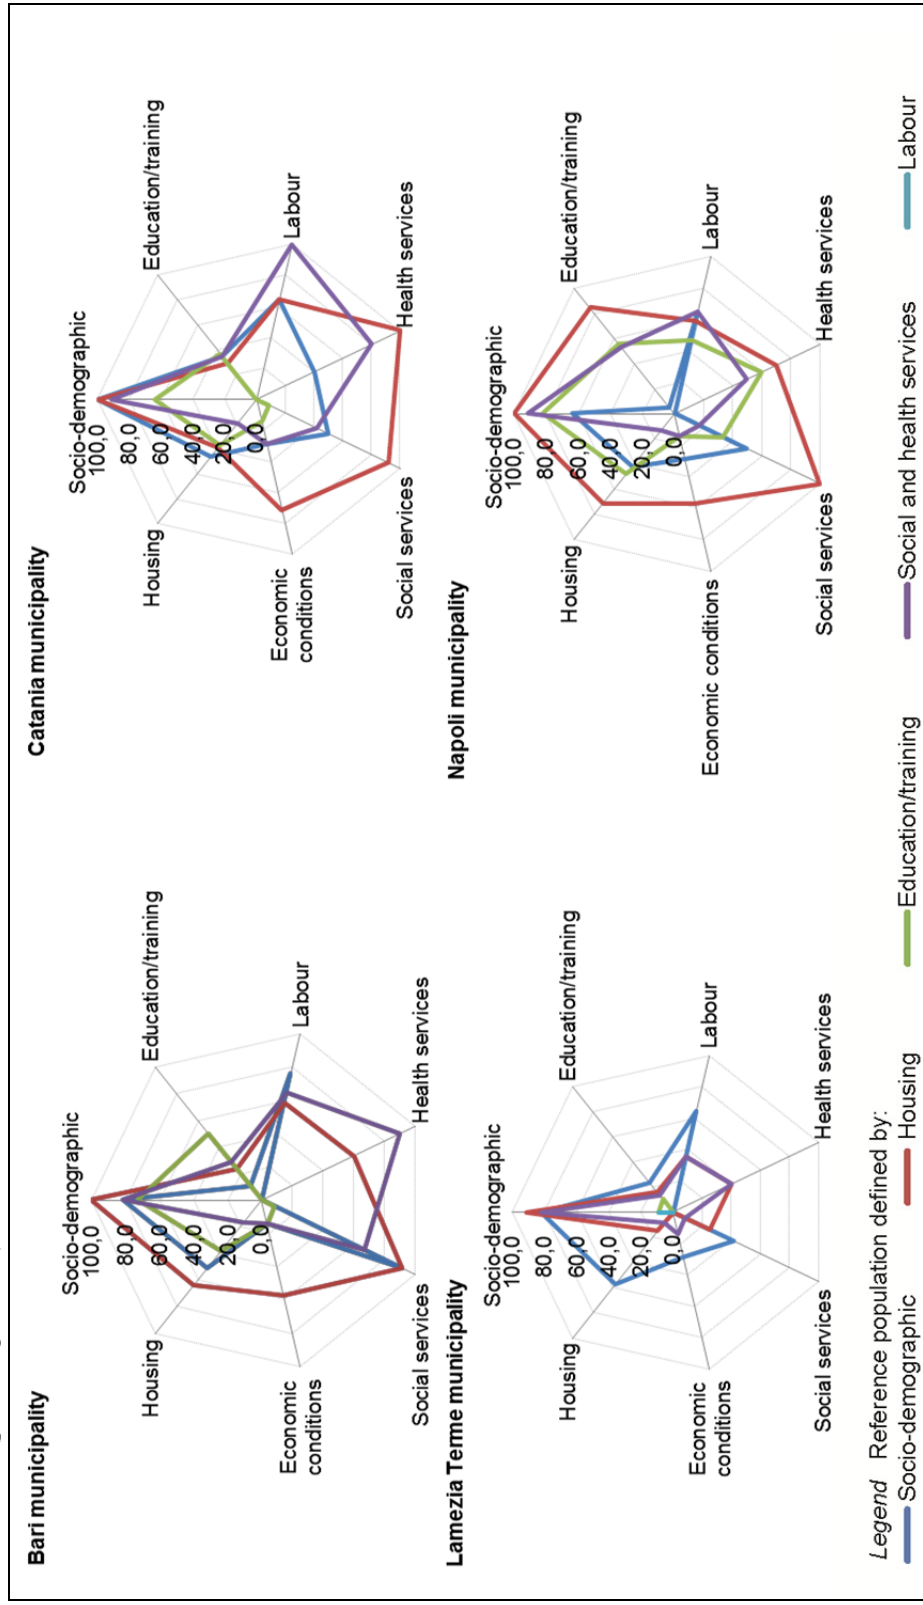 Bari municipality
Socio-demographic
100,0
80,0
60,0
40,0
20,0
0,0
Education/training
Labour
Health services
Social services
Economic
conditions
Housing
Catania municipality
Socio-demographic
100,0
80,0
60,0
40,0
20,0
0,0
Education/training
Labour
Health services
Social services
Economic
conditions
Housing
Lamezia Terme municipality
Socio-demographic
100,0
80,0
60,0
40,0
20,0
0,0
Education/training
Labour
Health services
Social services
Economic
conditions
Housing
Napoli municipality
Socio-demographic
100,0
80,0
60,0
40,0
20,0
0,0
Education/training
Labour
Health services
Social services
Economic conditions
Housing
Legend Reference population defined by:
Socio-demographic Housing Education/training Social and health services Labour